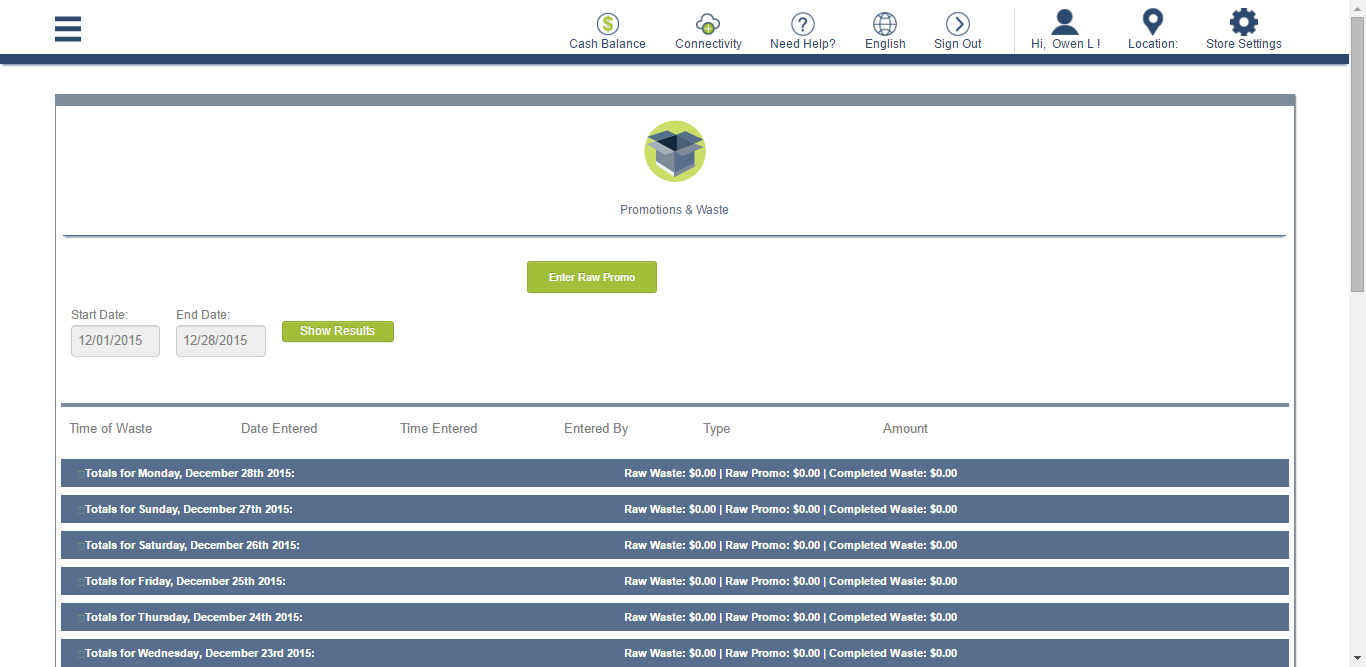 Cash Balance Connectivity Need Help? English Sign Out Hi, Owen L ! Location: Store Settings
Promotions & Waste
Enter Raw Promo
Start Date: End Date:
12/01/2015 12/28/2015 Show Results
Time of Waste Date Entered Time Entered Entered By Type Amount
Totals for Monday, December 28th 2015: Raw Waste: $0.00 | Raw Promo: $0.00 | Completed Waste: $0.00
Totals for Sunday, December 27th 2015: Raw Waste: $0.00 | Raw Promo: $0.00 | Completed Waste: $0.00
Totals for Saturday, December 26th 2015: Raw Waste: $0.00 | Raw Promo: $0.00 | Completed Waste: $0.00
Totals for Friday, December 25th 2015: Raw Waste: $0.00 | Raw Promo: $0.00 | Completed Waste: $0.00
Totals for Thursday, December 24th 2015: Raw Waste: $0.00 | Raw Promo: $0.00 | Completed Waste: $0.00
Totals for Wednesday, December 23rd 2015: Raw Waste: $0.00 | Raw Promo: $0.00 | Completed Waste: $0.00